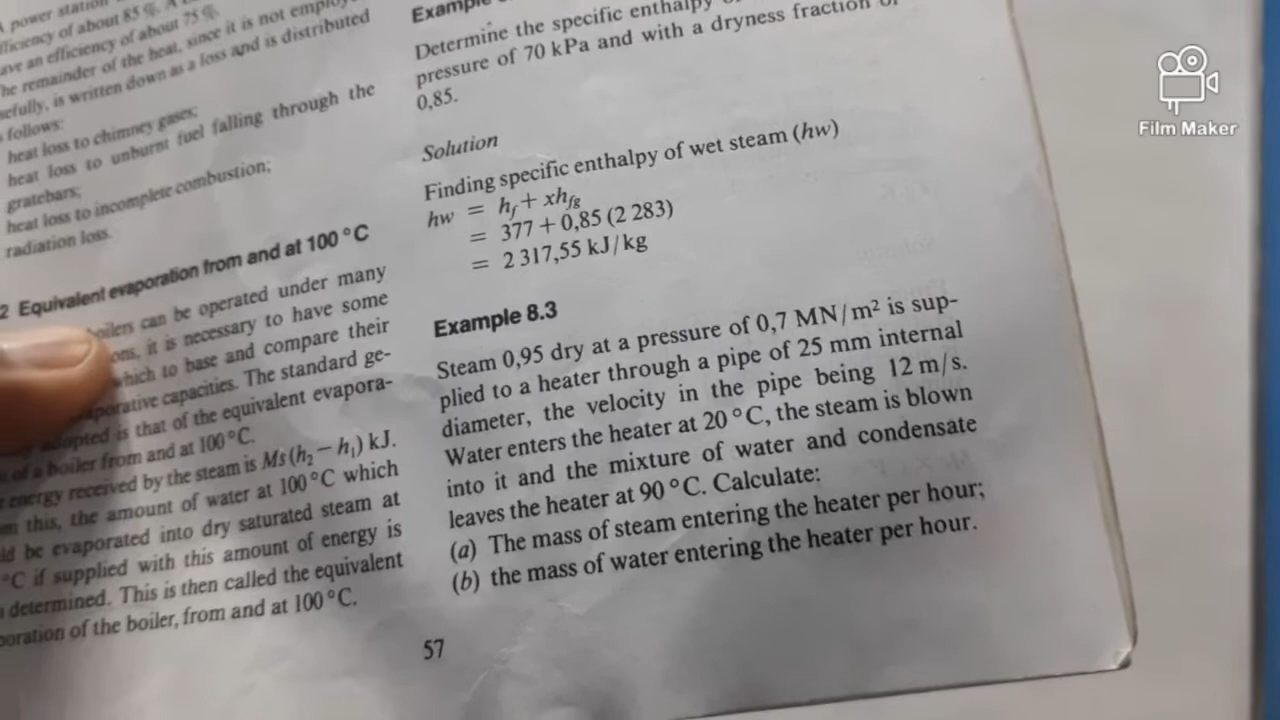 power station
efficiency of about 85 %. A
have an efficiency of about 75 %
the remainder of the heat, since it is not
usefully, is written down as a loss and is distributed
follows:
heat loss to chimney gases;
heat loss to unburnt fuel falling through the
gratebars;
heat loss to incomplete combustion;
radiation loss.
2 Equivalent evaporation from and at 100 °C
boilers can be operated under many
it is necessary to have some
which to base and compare their
capacities. The standard ge-
adopted is that of the equivalent evapora-
of a boiler from and at 100 °C.
energy received by the steam is Ms (h₂ − h₁) kJ.
this, the amount of water at 100 °C which
be evaporated into dry saturated steam at
°C if supplied with this amount of energy is
determined. This is then called the equivalent
of the boiler, from and at 100 °C.
57
Determine the specific enthalpy
pressure of 70 kPa and with a dryness fraction of
0,85.
Solution
Finding specific enthalpy of wet steam (hw)
hw = hf + xhfg
= 377 + 0,85 (2 283)
= 2 317,55 kJ/kg
Example 8.3
Steam 0,95 dry at a pressure of 0,7 MN/m² is sup-
plied to a heater through a pipe of 25 mm internal
diameter, the velocity in the pipe being 12 m/s.
Water enters the heater at 20 °C, the steam is blown
into it and the mixture of water and condensate
leaves the heater at 90 °C. Calculate:
(a) The mass of steam entering the heater per hour;
(b) the mass of water entering the heater per hour.
Film Maker